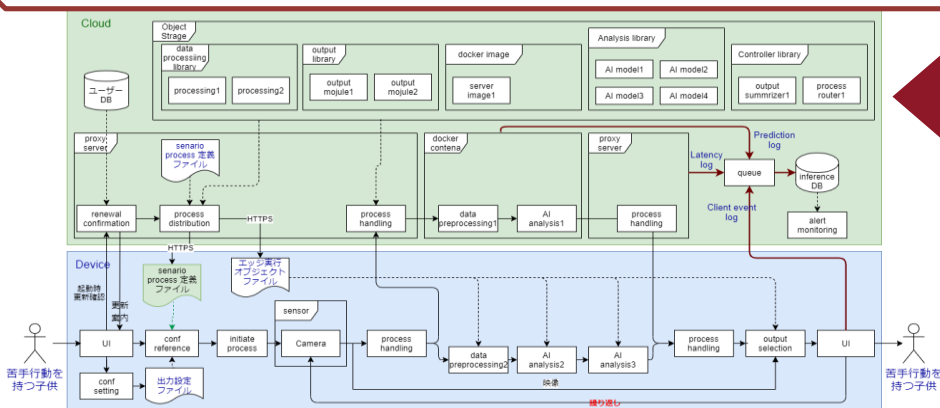 Cloud
Object
Strage
data
processing
library
processing1
processing2
output
library
output
mojule1
output
mojule2
docker image
server
image1
Analysis library
AI model1
AI model2
AI model3
AI model4
Controller library
output
summrizer1
process
router1
ユーザー
DB
proxy
server
senario
process 定義
ファイル
renewal
confirmation
process
distribution
HTTPS
process
handling
docker
contena
data
preprocessing1
AI
analysis1
proxy
server
process
handling
Latency
log
Prediction
log
queue
inference
DB
Client event
log
alert
monitoring
Device
HTTPS
起動時
更新確認
更新
案内
senario
process 定義
ファイル
エッジ実行
オブジェクト
ファイル
苦手行動を
持つ子供
UI
conf
reference
initiate
process
sensor
Camera
process
handling
data
preprocessing2
AI
analysis2
AI
analysis3
process
handling
output
selection
UI
苦手行動を
持つ子供
conf
setting
出力設定
ファイル
映像
繰り返し